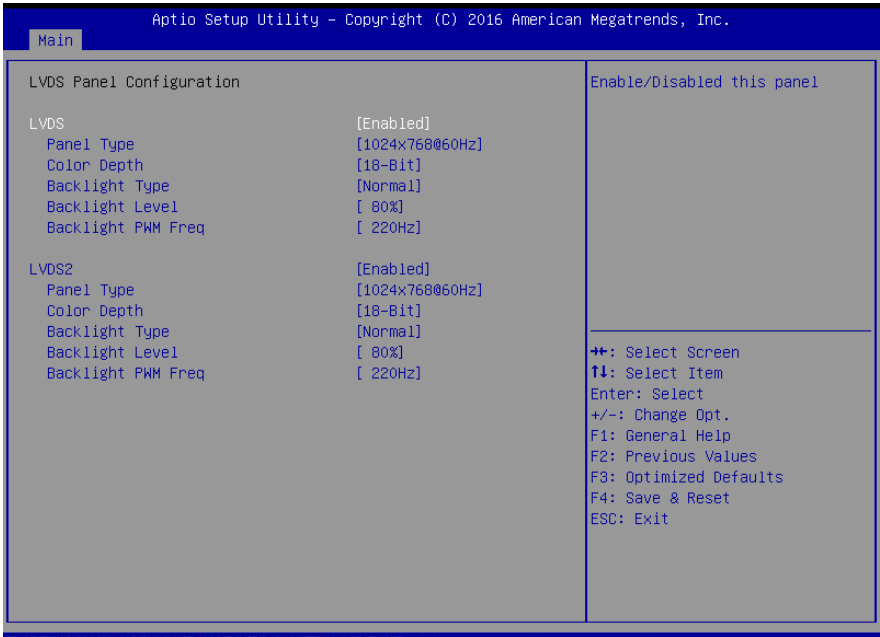 Aptio Setup Utility – Copyright (C) 2016 American Megatrends, Inc.
Main
LVDS Panel Configuration
LVDS [Enabled]
Panel Type [1024x768@60Hz]
Color Depth [18-Bit]
Backlight Type [Normal]
Backlight Level [ 80%]
Backlight PWM Freq [ 220Hz]
LVDS2 [Enabled]
Panel Type [1024x768@60Hz]
Color Depth [18-Bit]
Backlight Type [Normal]
Backlight Level [ 80%]
Backlight PWM Freq [ 220Hz]
Enable/Disabled this panel
→←: Select Screen
↑↓: Select Item
Enter: Select
+/-: Change Opt.
F1: General Help
F2: Previous Values
F3: Optimized Defaults
F4: Save & Reset
ESC: Exit